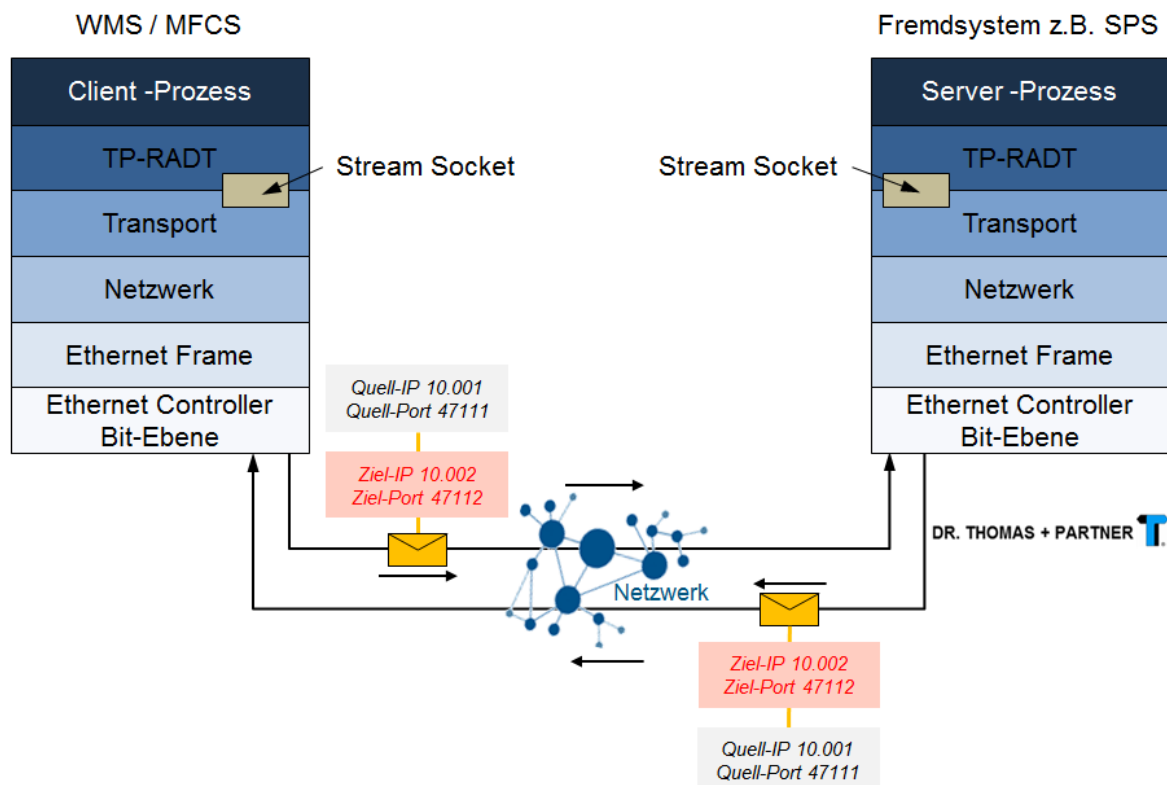 WMS / MFCS
Client -Prozess
TP-RADT
Stream Socket
Transport
Netzwerk
Ethernet Frame
Ethernet Controller
Bit-Ebene
Fremdsystem z.B. SPS
Server -Prozess
TP-RADT
Stream Socket
Transport
Netzwerk
Ethernet Frame
Ethernet Controller
Bit-Ebene
Quell-IP 10.001
Quell-Port 47111
Ziel-IP 10.002
Ziel-Port 47112
Netzwerk
DR. THOMAS + PARTNER
Ziel-IP 10.002
Ziel-Port 47112
Quell-IP 10.001
Quell-Port 47111